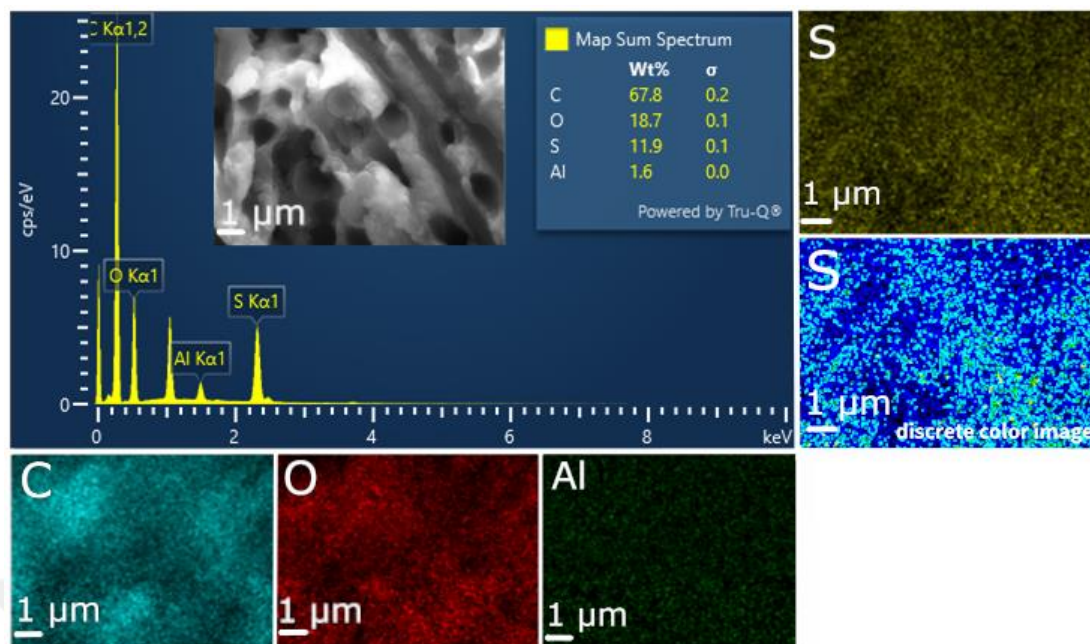 C Kα1,2
20
10
0
cps/eV
O Kα1
Al Kα1
S Kα1
0 2 4 6 8 keV
1 μm
Map Sum Spectrum
Wt% σ
C 67.8 0.2
O 18.7 0.1
S 11.9 0.1
Al 1.6 0.0
Powered by Tru-Q®
S
1 μm
S
1 μm
discrete color image
C
1 μm
O
1 μm
Al
1 μm